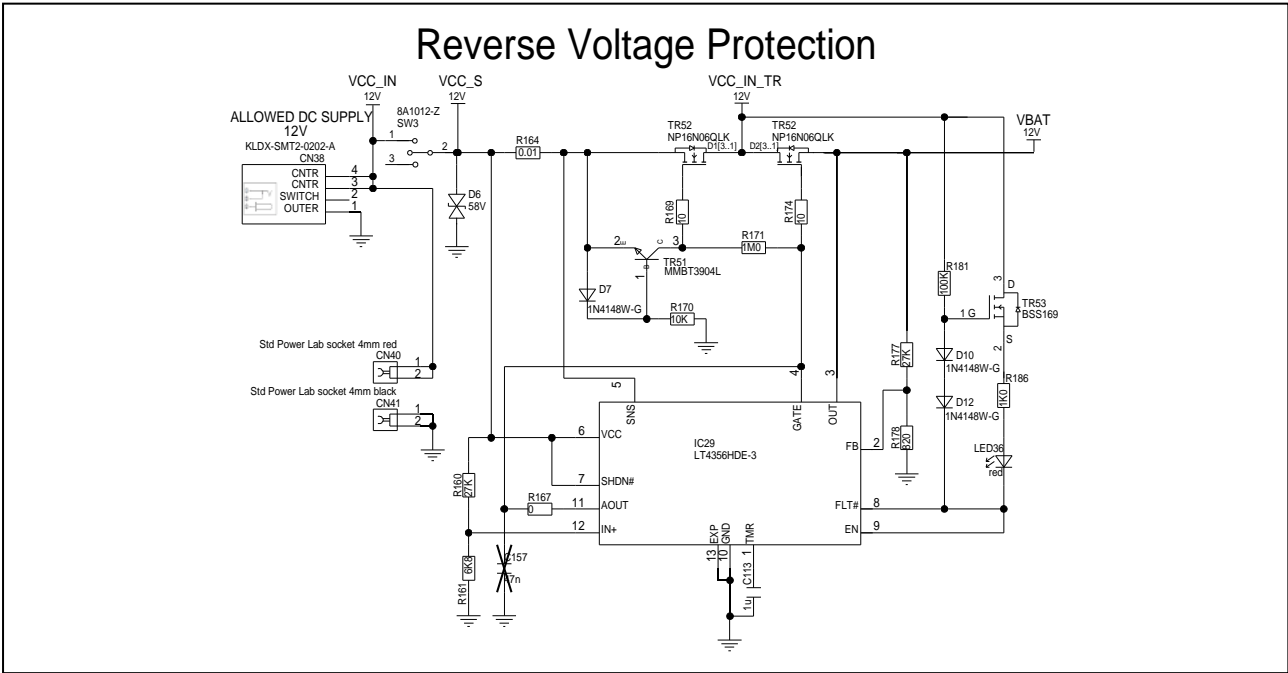 Reverse Voltage Protection
VCC_IN
12V
VCC_S
12V
VCC_IN_TR
12V
VBAT
12V
ALLOWED DC SUPPLY
12V
KLDX-SMT2-0202-A
CN38
CNTR 4
CNTR 3
SWITCH 2
OUTER 1
8A1012-Z
SW3
1
2
3
R164
0.01
TR52
NP16N06QLK
D1[3..1]
TR52
NP16N06QLK
D2[3..1]
D6
58V
R169
10
R174
10
R171
1M0
2 E
C 3
B
1
TR51
MMBT3904L
D7
1N4148W-G
R170
10K
R181
100K
3 D
1 G
S
2
TR53
BSS169
D10
1N4148W-G
D12
1N4148W-G
R186
1K0
LED36
red
R177
27K
R178
820
Std Power Lab socket 4mm red
CN40
1
2
Std Power Lab socket 4mm black
CN41
1
2
R160
27K
R161
6K8
R167
0
C157
47n
IC29
LT4356HDE-3
5 SNS
4 GATE
3 OUT
6 VCC
7 SHDN#
11 AOUT
12 IN+
FB 2
FLT# 8
EN 9
13 EXP
10 GND
1 TMR
C113
1u